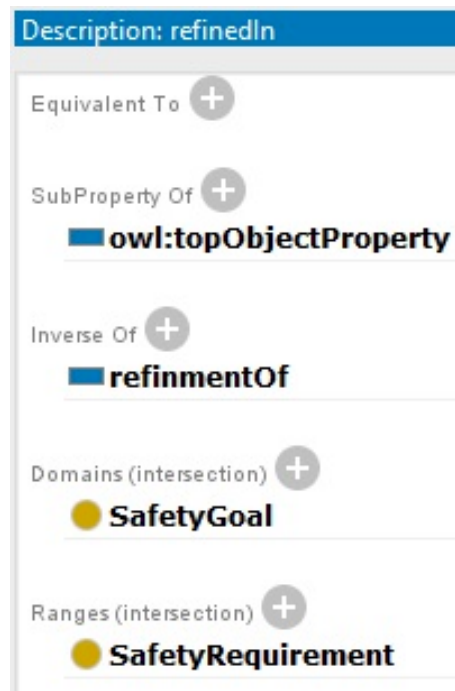 Description: refinedIn
Equivalent To
SubProperty Of
owl:topObjectProperty
Inverse Of
refinmentOf
Domains (intersection)
SafetyGoal
Ranges (intersection)
SafetyRequirement